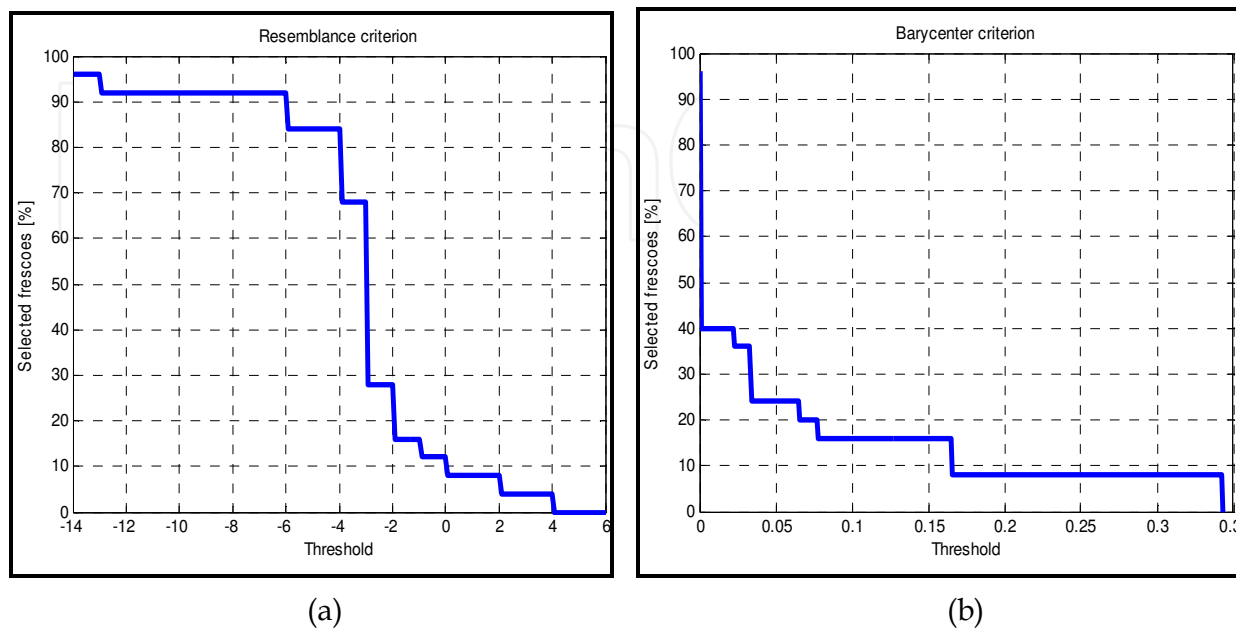 Resemblance criterion
100
90
80
70
60
50
40
30
20
10
0
Selected frescoes [%]
-14 -12 -10 -8 -6 -4 -2 0 2 4 6
Threshold
(a)
Barycenter criterion
100
90
80
70
60
50
40
30
20
10
0
Selected frescoes [%]
0 0.05 0.1 0.15 0.2 0.25 0.3
Threshold
(b)